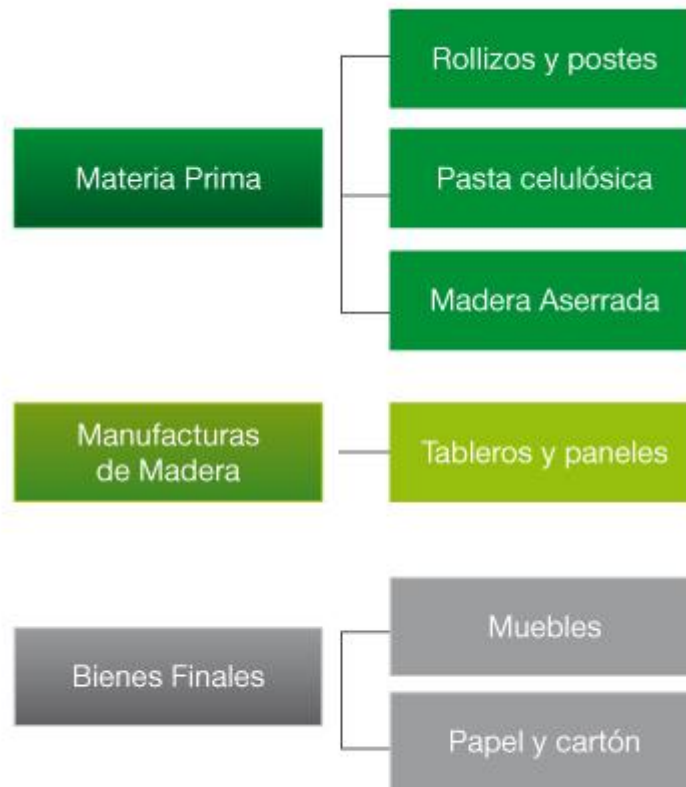 Materia Prima
Rollizos y postes
Pasta celulósica
Madera Aserrada
Manufacturas
de Madera
Tableros y paneles
Bienes Finales
Muebles
Papel y cartón